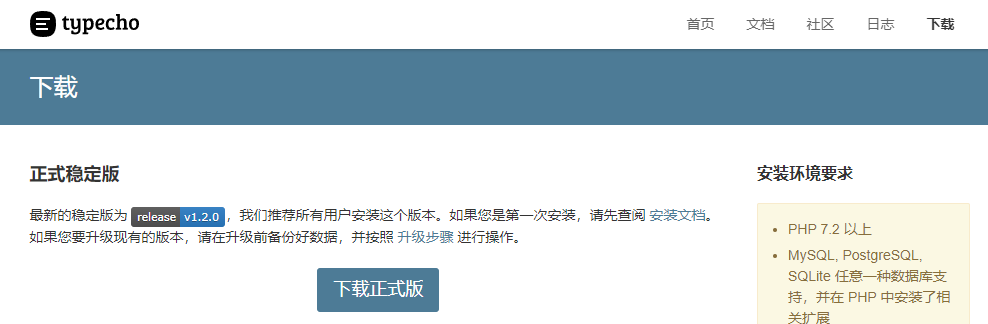 typecho
首页 文档 社区 日志 下载
下载
正式稳定版
最新的稳定版为 release v1.2.0，我们推荐所有用户安装这个版本。如果您是第一次安装，请先查阅 安装文档。
如果您要升级现有的版本，请在升级前备份好数据，并按照 升级步骤 进行操作。
下载正式版
安装环境要求
PHP 7.2 以上
MySQL, PostgreSQL,
SQLite 任意一种数据库支
持，并在 PHP 中安装了相
关扩展